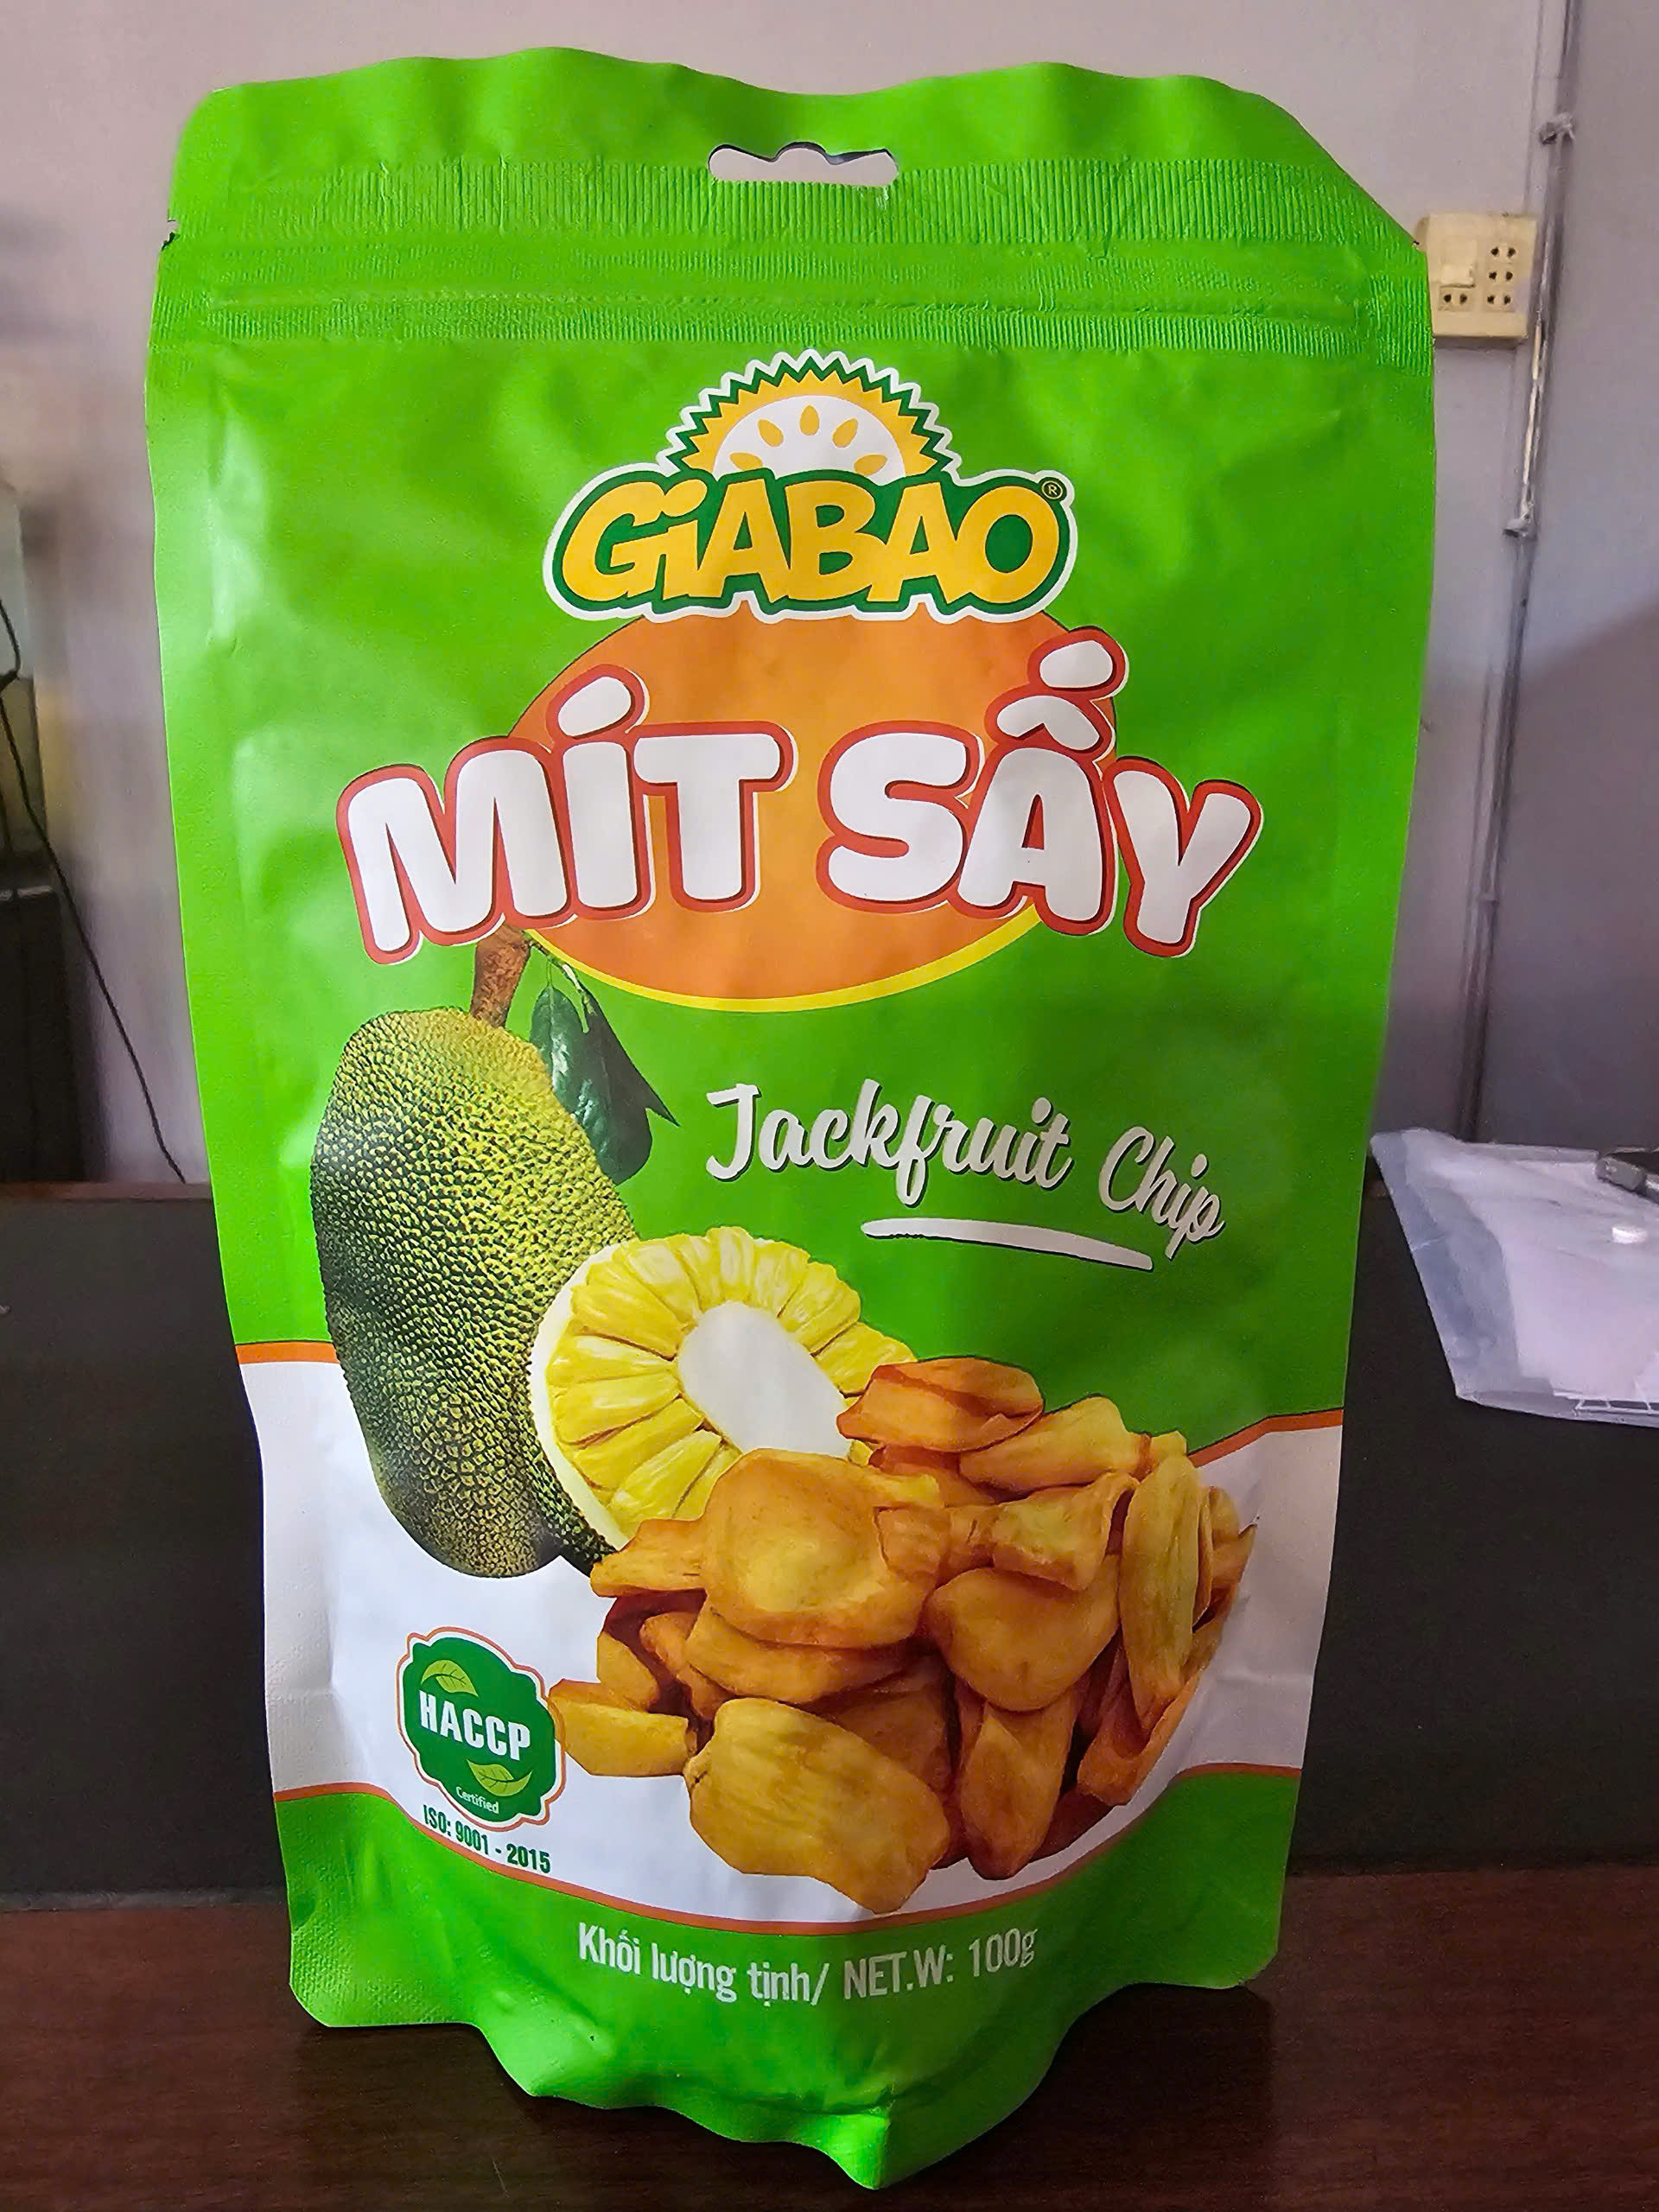 GiABAO®
MÍT SẤY
Jackfruit Chip
HACCP
Certified
ISO: 9001 - 2015
Khối lượng tịnh/ NET.W: 100g